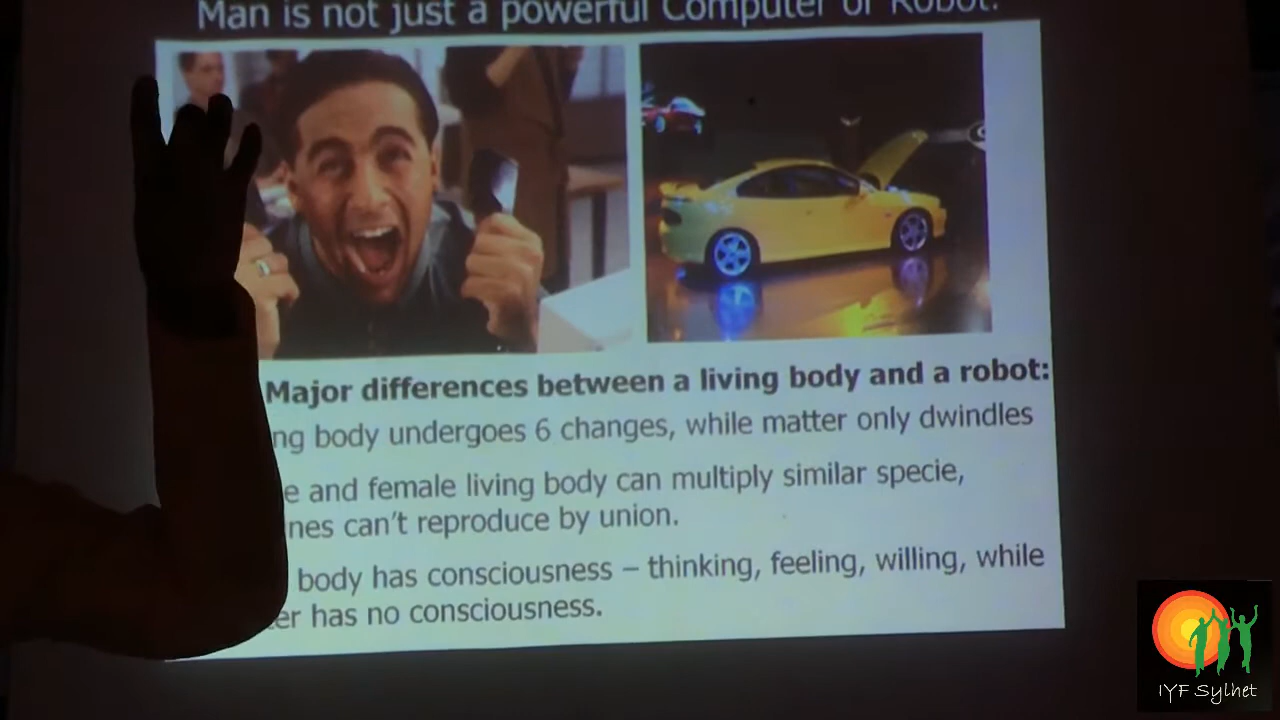 Man is not just a powerful Computer or Robot.
Major differences between a living body and a robot:
ng body undergoes 6 changes, while matter only dwindles
e and female living body can multiply similar specie,
nes can't reproduce by union.
body has consciousness – thinking, feeling, willing, while
er has no consciousness.
IYF Sylhet